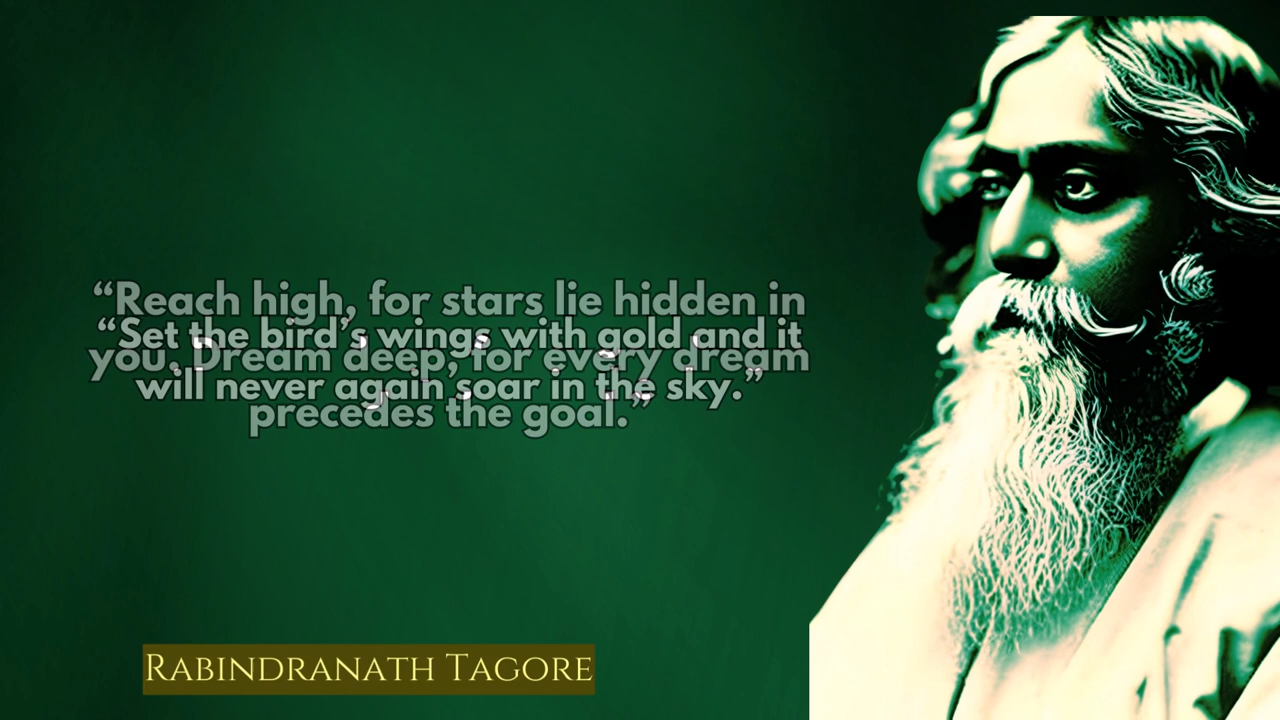 “Reach high, for stars lie hidden in
you. Dream deep, for every dream
precedes the goal.”
“Set the bird’s wings with gold and it
will never again soar in the sky.”
RABINDRANATH TAGORE